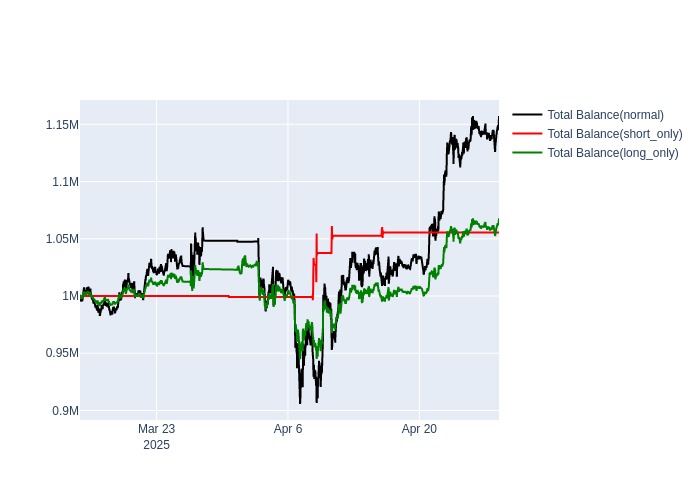 Total Balance(normal)
Total Balance(short_only)
Total Balance(long_only)
1.15M
1.1M
1.05M
1M
0.95M
0.9M
Mar 23
2025
Apr 6
Apr 20